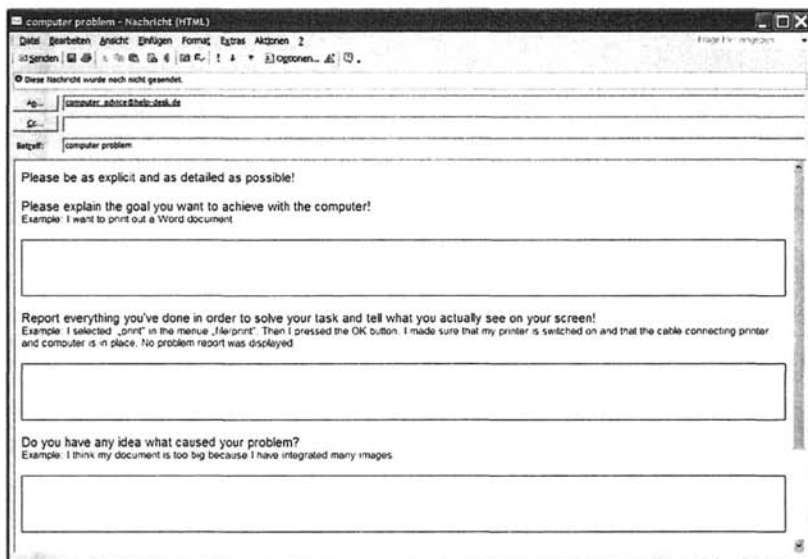 computer problem - Nachricht (HTML)
Datei Bearbeiten Ansicht Einfügen Format Extras Aktionen ?
Senden Optionen...
Diese Nachricht wurde noch nicht gesendet.
An... computer_advice@help-desk.de
Cc...
Betreff: computer problem
Please be as explicit and as detailed as possible!
Please explain the goal you want to achieve with the computer!
Example: I want to print out a Word document
Report everything you've done in order to solve your task and tell what you actually see on your screen!
Example: I selected „print“ in the menue „file/print“. Then I pressed the OK button. I made sure that my printer is switched on and that the cable connecting printer
and computer is in place. No problem report was displayed
Do you have any idea what caused your problem?
Example: I think my document is too big because I have integrated many images.